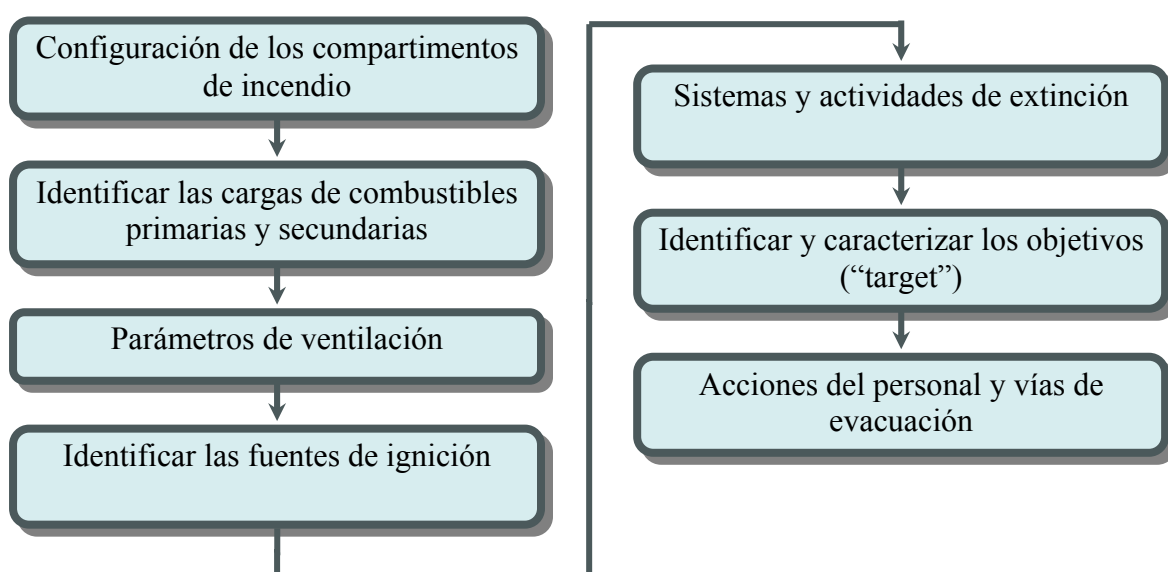 Configuración de los compartimentos
de incendio
Identificar las cargas de combustibles
primarias y secundarias
Parámetros de ventilación
Identificar las fuentes de ignición
Sistemas y actividades de extinción
Identificar y caracterizar los objetivos
(“target”)
Acciones del personal y vías de
evacuación